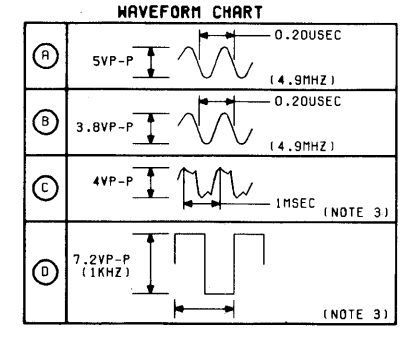 WAVEFORM CHART
A
5VP-P
0.20USEC
(4.9MHZ)
B
3.8VP-P
0.20USEC
(4.9MHZ)
C
4VP-P
1MSEC
(NOTE 3)
D
7.2VP-P
(1KHZ)
(NOTE 3)